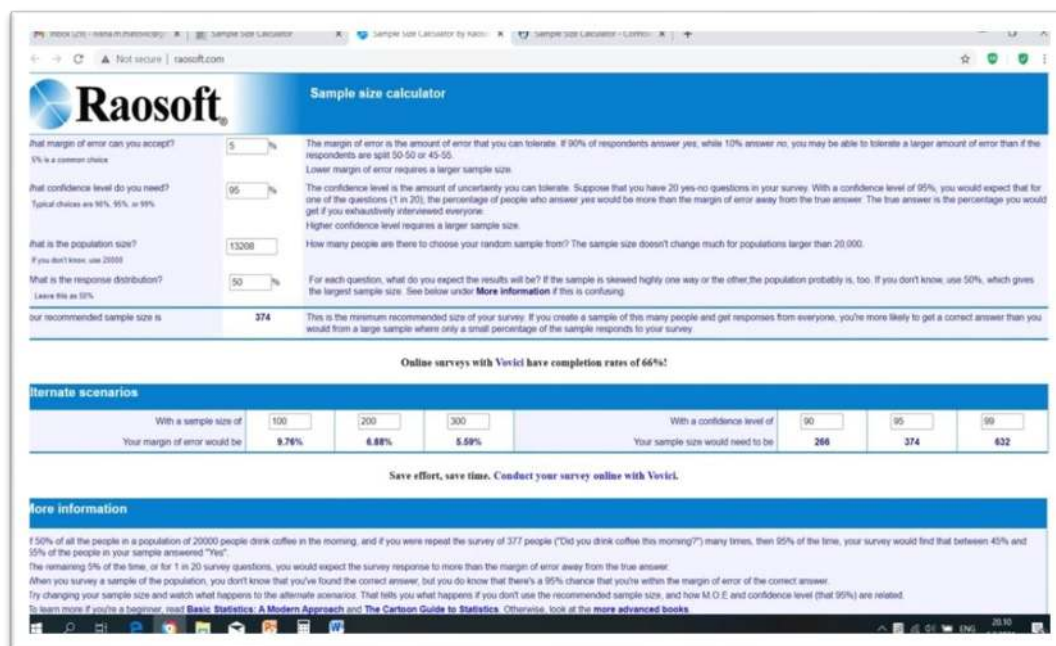 Sample Size Calculator
Sample Size Calculator by Raosoft
Sample Size Calculator
Not secure | raosoft.com
Raosoft®
Sample size calculator
hat margin of error can you accept?
5% is a common choice
5 %
The margin of error is the amount of error that you can tolerate. If 90% of respondents answer yes, while 10% answer no, you may be able to tolerate a larger amount of error than if the
respondents are split 50-50 or 45-55.
Lower margin of error requires a larger sample size.
hat confidence level do you need?
Typical choices are 90%, 95%, or 99%
95 %
The confidence level is the amount of uncertainty you can tolerate. Suppose that you have 20 yes-no questions in your survey. With a confidence level of 95%, you would expect that for
one of the questions (1 in 20), the percentage of people who answer yes would be more than the margin of error away from the true answer. The true answer is the percentage you would
get if you exhaustively interviewed everyone.
Higher confidence level requires a larger sample size.
hat is the population size?
If you don't know, use 20000
13208
How many people are there to choose your random sample from? The sample size doesn't change much for populations larger than 20,000.
What is the response distribution?
Leave this as 50%
50 %
For each question, what do you expect the results will be? If the sample is skewed highly one way or the other,the population probably is, too. If you don't know, use 50%, which gives
the largest sample size. See below under More information if this is confusing.
our recommended sample size is
374
This is the minimum recommended size of your survey. If you create a sample of this many people and get responses from everyone, you're more likely to get a correct answer than you
would from a large sample where only a small percentage of the sample responds to your survey.
Online surveys with Vovici have completion rates of 66%!
lternate scenarios
With a sample size of 100 200 300 With a confidence level of 90 95 99
Your margin of error would be 9.76% 6.88% 5.59% Your sample size would need to be 266 374 632
Save effort, save time. Conduct your survey online with Vovici.
ore information
f 50% of all the people in a population of 20000 people drink coffee in the morning, and if you were repeat the survey of 377 people ("Did you drink coffee this morning?") many times, then 95% of the time, your survey would find that between 45% and
55% of the people in your sample answered "Yes".
The remaining 5% of the time, or for 1 in 20 survey questions, you would expect the survey response to more than the margin of error away from the true answer.
When you survey a sample of the population, you don't know that you've found the correct answer, but you do know that there's a 95% chance that you're within the margin of error of the correct answer.
Try changing your sample size and watch what happens to the alternate scenarios. That tells you what happens if you don't use the recommended sample size, and how M.O.E and confidence level (that 95%) are related.
To learn more if you're a beginner, read Basic Statistics: A Modern Approach and The Cartoon Guide to Statistics. Otherwise, look at the more advanced books.
ENG
20.10